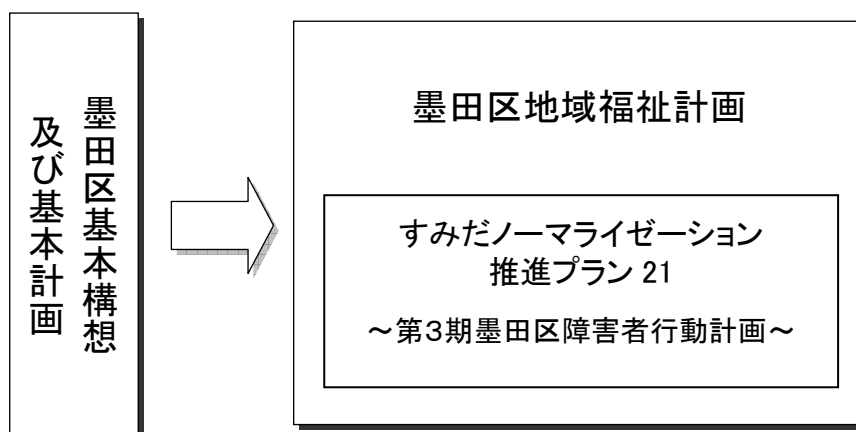 墨田区基本構想
及び基本計画
墨田区地域福祉計画
すみだノーマライゼーション
推進プラン 21
～第３期墨田区障害者行動計画～